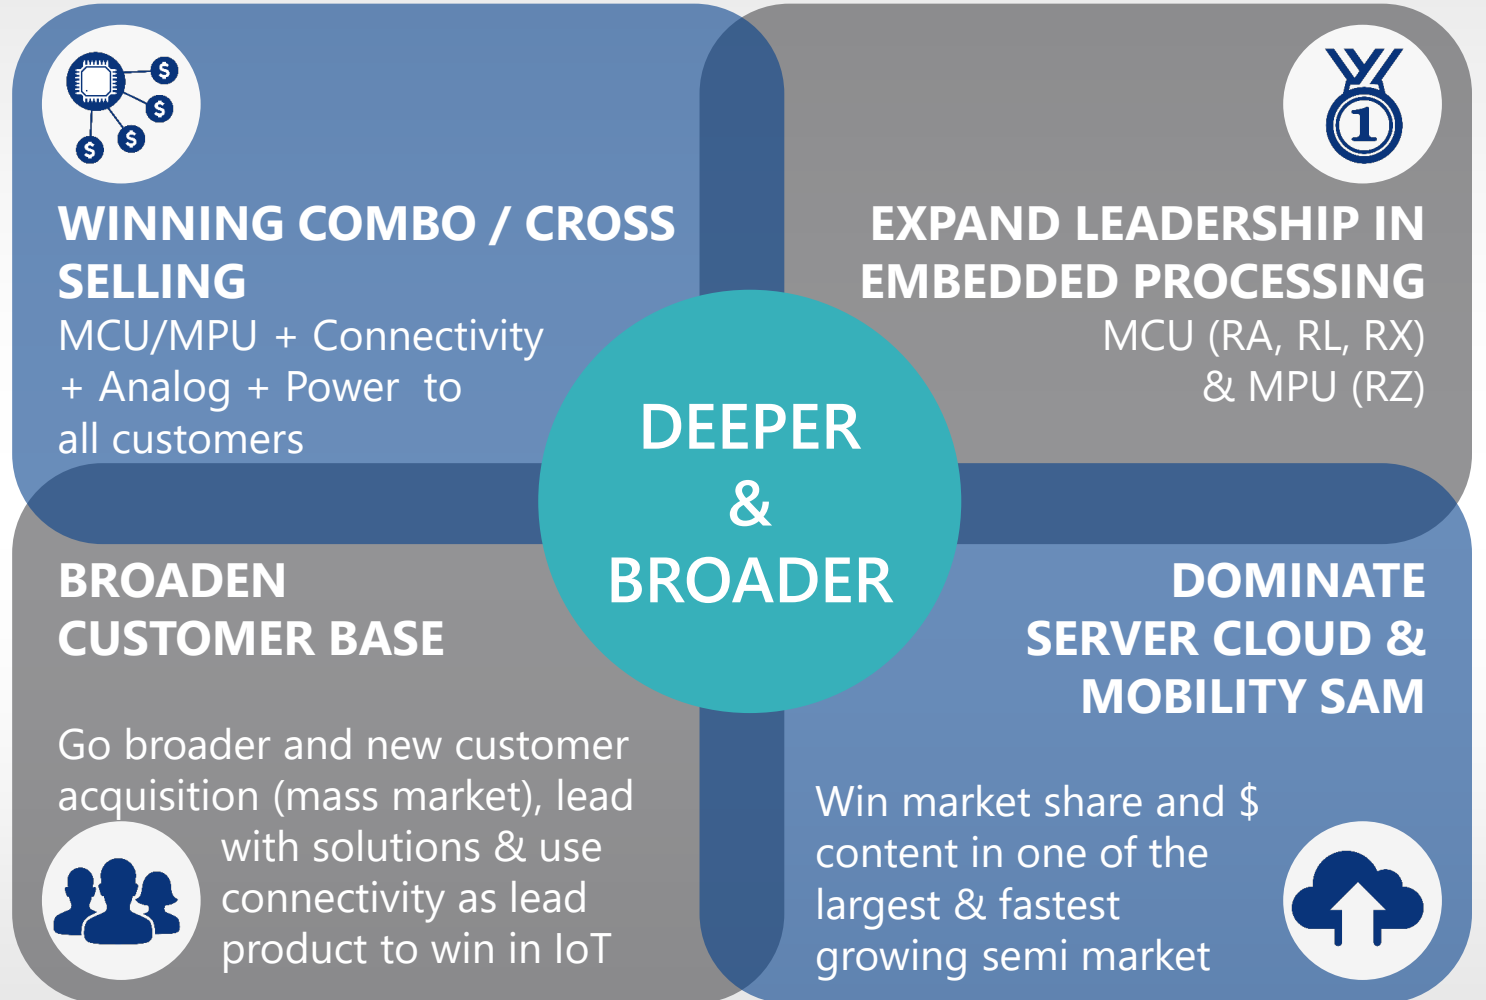 $
$
$
$
WINNING COMBO / CROSS
SELLING
MCU/MPU + Connectivity
+ Analog + Power to
all customers
1
EXPAND LEADERSHIP IN
EMBEDDED PROCESSING
MCU (RA, RL, RX)
& MPU (RZ)
DEEPER
&
BROADER
BROADEN
CUSTOMER BASE
Go broader and new customer
acquisition (mass market), lead
with solutions & use
connectivity as lead
product to win in IoT
DOMINATE
SERVER CLOUD &
MOBILITY SAM
Win market share and $
content in one of the
largest & fastest
growing semi market